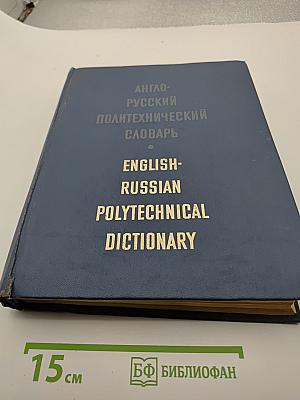 АНГЛО-
РУССКИЙ
ПОЛИТЕХНИЧЕСКИЙ
СЛОВАРЬ
•
ENGLISH-
RUSSIAN
POLYTECHNICAL
DICTIONARY
15 см
БФ БИБЛИОФАН